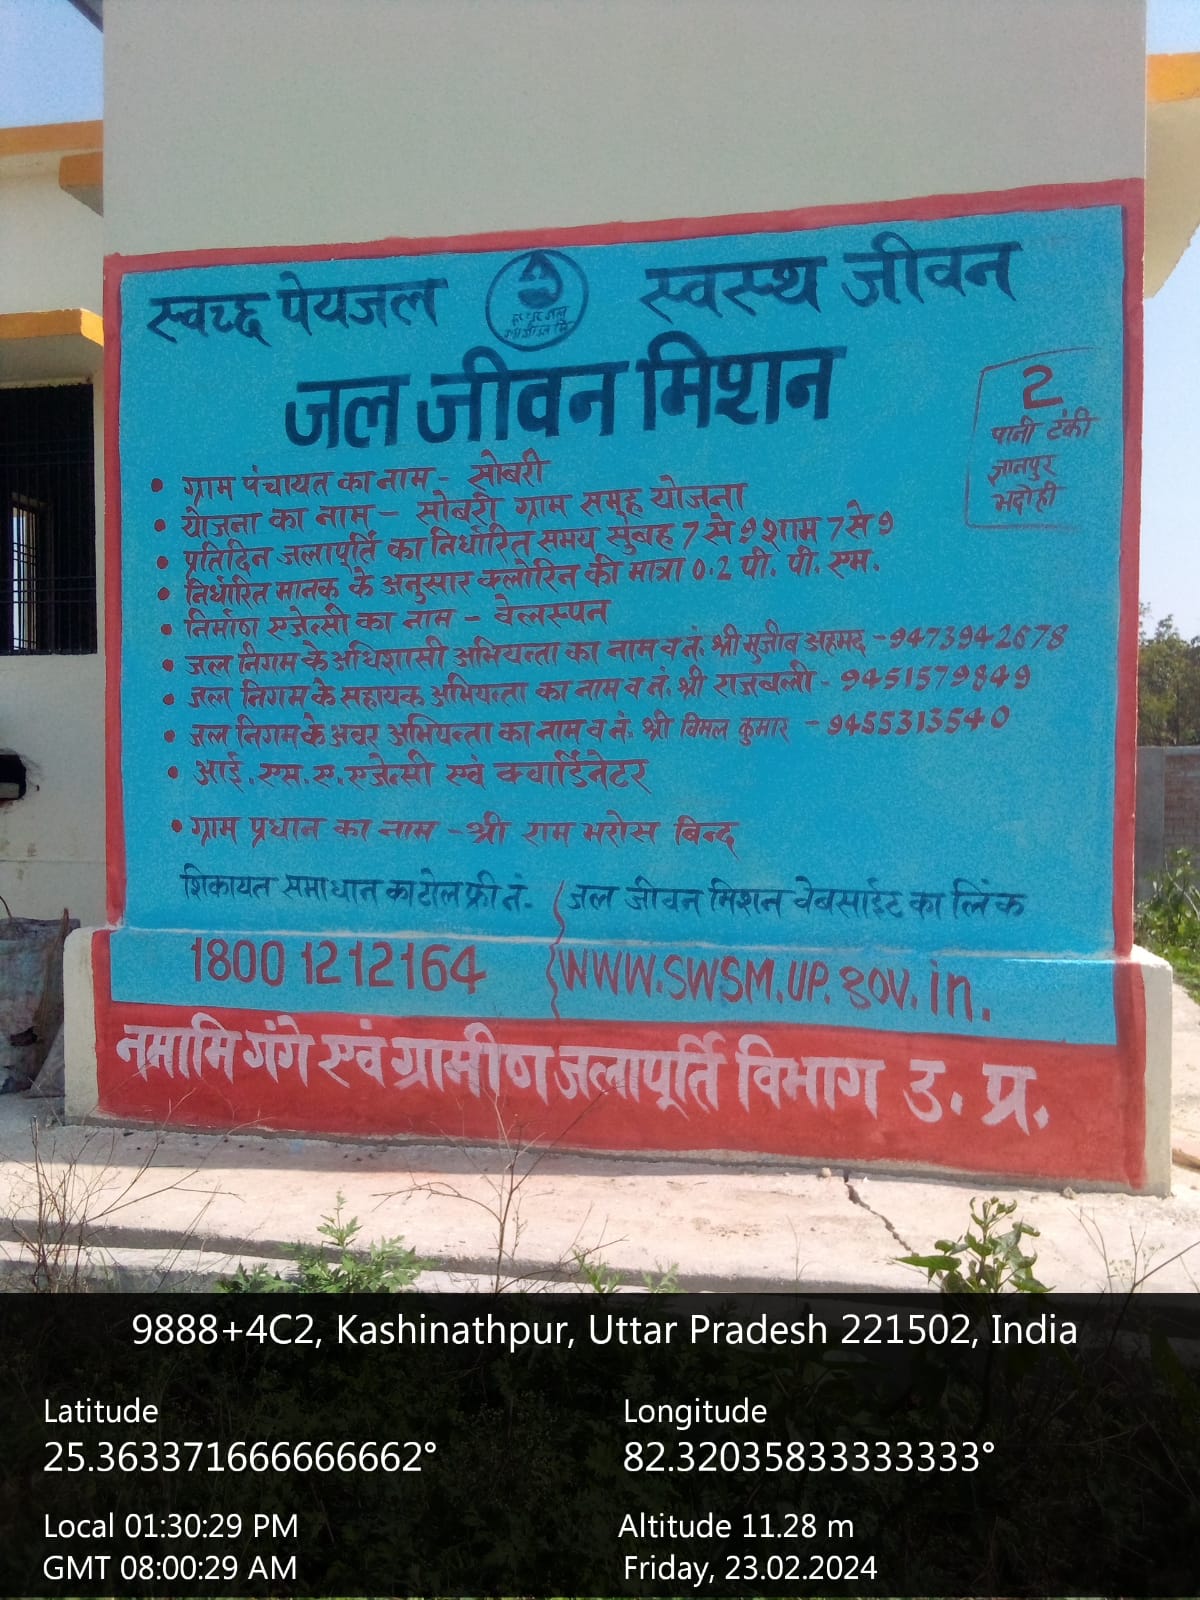 स्वच्छ पेयजल
स्वस्थ जीवन
हर घर जल
जल जीवन मिशन
2
पानी टंकी
ज्ञानपुर
भदोही
• ग्राम पंचायत का नाम - सोबरी
• योजना का नाम - सोबरी ग्राम समूह योजना
• प्रतिदिन जलापूर्ति का निर्धारित समय सुबह 7 से 9 शाम 7 से 9
• निर्धारित मानक के अनुसार क्लोरिन की मात्रा 0.2 पी. पी. एम.
• निर्माण एजेन्सी का नाम - वेलस्पन
• जल निगम के अधिशासी अभियन्ता का नाम व नं. श्री मुजीब अहमद - 9473942678
• जल निगम के सहायक अभियन्ता का नाम व नं. श्री राजबली - 9451579849
• जल निगम के अवर अभियन्ता का नाम व नं. श्री विमल कुमार - 9455313540
• आई. एस. ए. एजेन्सी एवं क्वार्डिनेटर
• ग्राम प्रधान का नाम - श्री राम भरोस बिन्द
शिकायत समाधान का टोल फ्री नं.
1800 1212164
जल जीवन मिशन वेबसाईट का लिंक
WWW.SWSM.UP.gov.in.
नमामि गंगे एवं ग्रामीण जलापूर्ति विभाग उ. प्र.
9888+4C2, Kashinathpur, Uttar Pradesh 221502, India
Latitude
25.363371666666662°
Longitude
82.32035833333333°
Local 01:30:29 PM
GMT 08:00:29 AM
Altitude 11.28 m
Friday, 23.02.2024